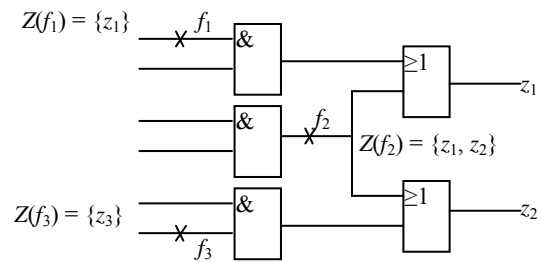 Z(f₁) = {z₁}
f₁
&
≥1
z₁
&
f₂
Z(f₂) = {z₁, z₂}
Z(f₃) = {z₃}
&
f₃
≥1
z₂